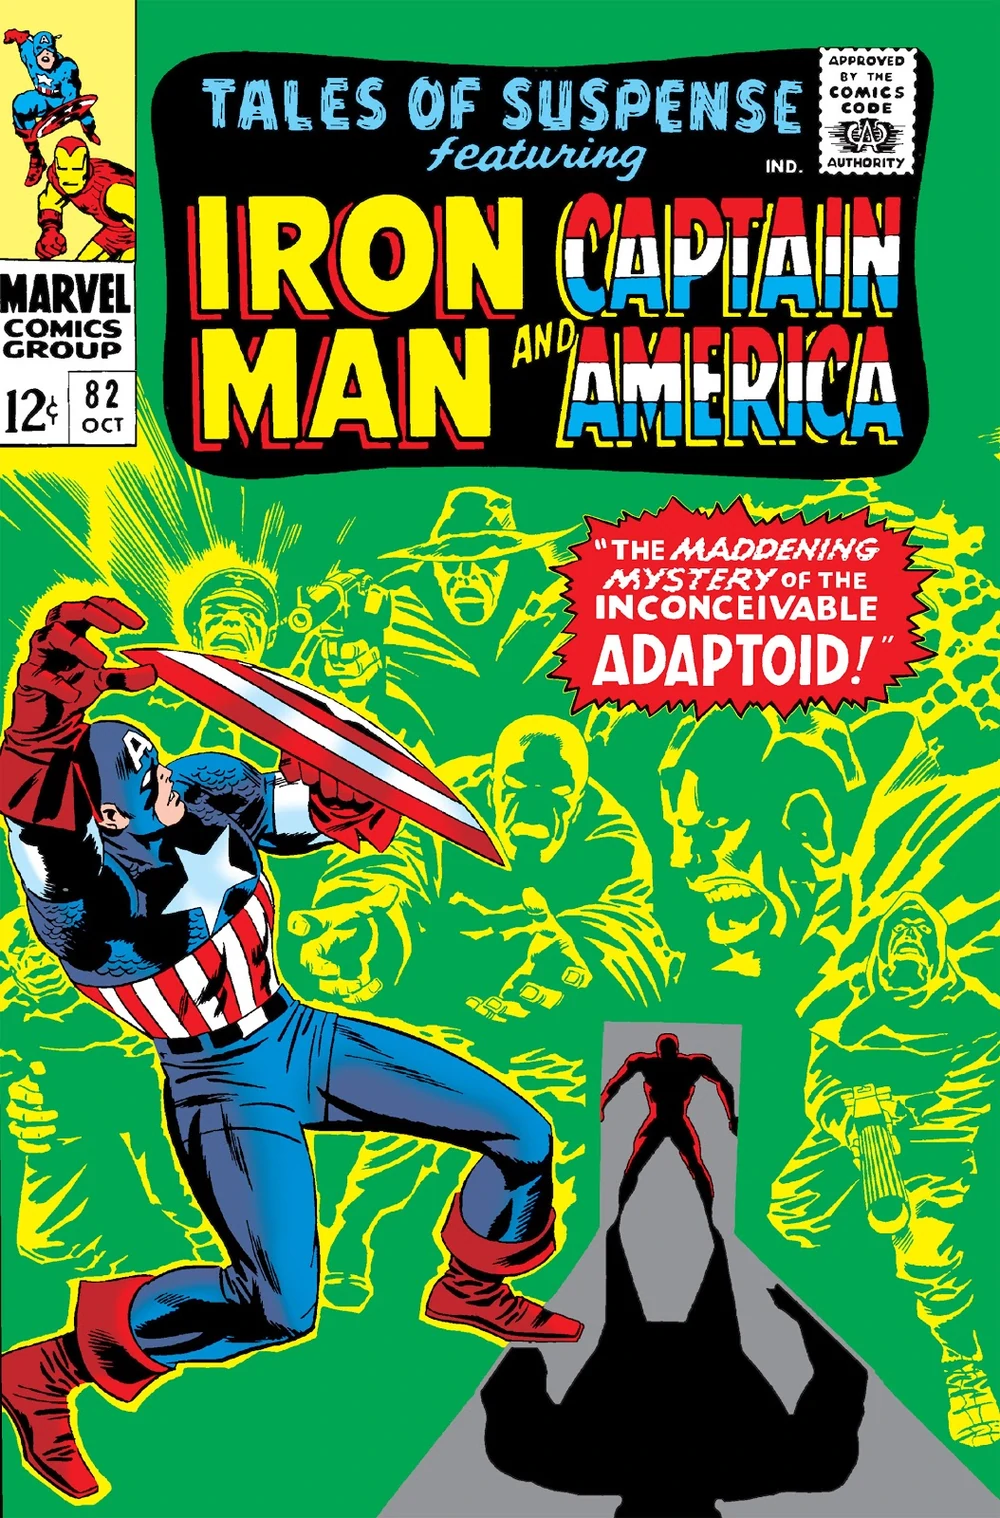 TALES OF SUSPENSE
featuring
IND.
APPROVED
BY THE
COMICS
CODE
CA
AUTHORITY
IRON
MAN
AND
CAPTAIN
AMERICA
MARVEL
COMICS
GROUP
12¢
82
OCT
"THE MADDENING
MYSTERY OF THE
INCONCEIVABLE
ADAPTOID!"
A
A